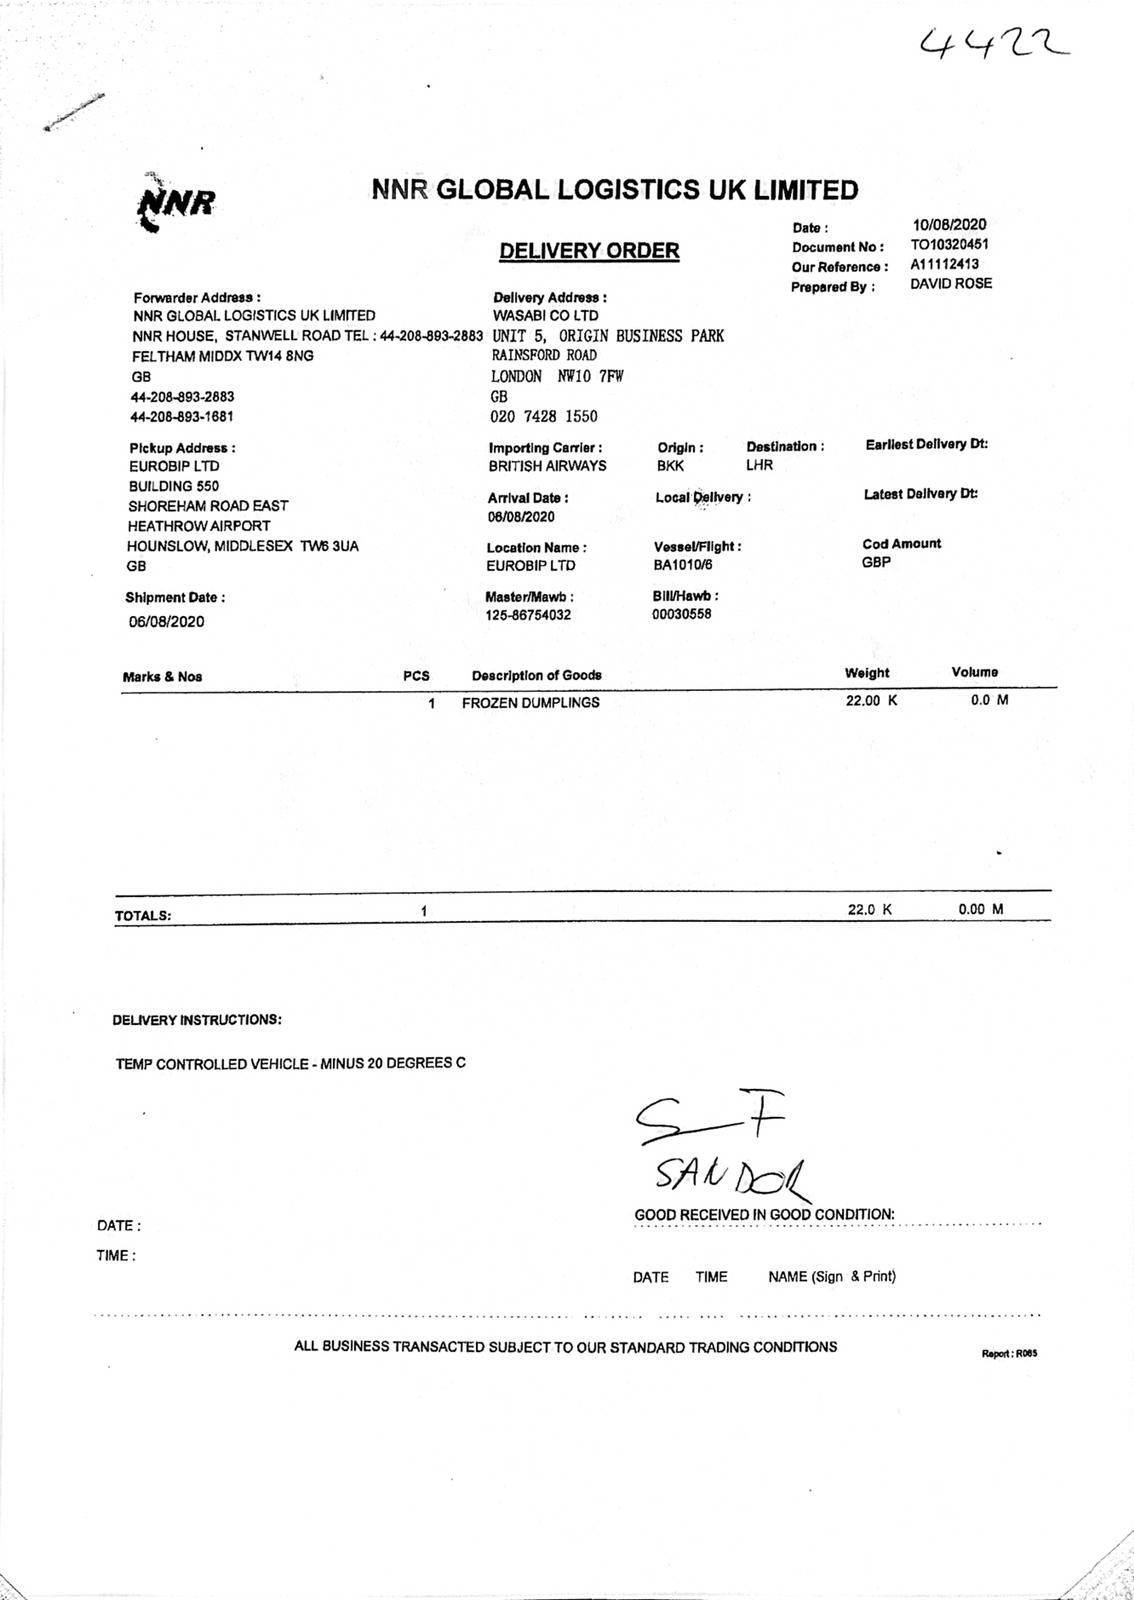 4422
NNR
NNR GLOBAL LOGISTICS UK LIMITED
DELIVERY ORDER
Date : 10/08/2020
Document No : TO10320451
Our Reference : A11112413
Prepared By : DAVID ROSE
Forwarder Address :
NNR GLOBAL LOGISTICS UK LIMITED
NNR HOUSE, STANWELL ROAD TEL : 44-208-893-2883
FELTHAM MIDDX TW14 8NG
GB
44-208-893-2883
44-208-893-1681
Delivery Address :
WASABI CO LTD
UNIT 5, ORIGIN BUSINESS PARK
RAINSFORD ROAD
LONDON NW10 7FW
GB
020 7428 1550
Pickup Address :
EUROBIP LTD
BUILDING 550
SHOREHAM ROAD EAST
HEATHROW AIRPORT
HOUNSLOW, MIDDLESEX TW6 3UA
GB
Shipment Date :
06/08/2020
Importing Carrier : Origin : Destination : Earliest Delivery Dt:
BRITISH AIRWAYS BKK LHR
Arrival Date : Local Delivery : Latest Delivery Dt:
06/08/2020
Location Name : Vessel/Flight : Cod Amount
EUROBIP LTD BA1010/6 GBP
Master/Mawb : Bill/Hawb :
125-86754032 00030558
Marks & Nos PCS Description of Goods Weight Volume
1 FROZEN DUMPLINGS 22.00 K 0.0 M
TOTALS: 1 22.0 K 0.00 M
DELIVERY INSTRUCTIONS:
TEMP CONTROLLED VEHICLE - MINUS 20 DEGREES C
SANDOR
GOOD RECEIVED IN GOOD CONDITION:
DATE :
TIME :
DATE TIME NAME (Sign & Print)
ALL BUSINESS TRANSACTED SUBJECT TO OUR STANDARD TRADING CONDITIONS
Report : R065